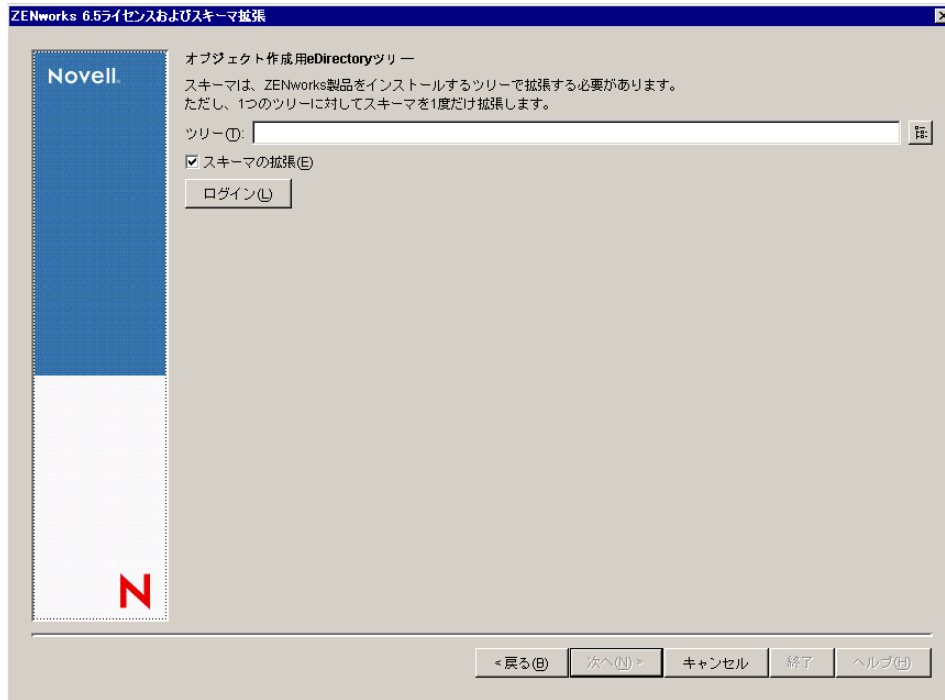 ZENworks 6.5ライセンスおよびスキーマ拡張
Novell.
オブジェクト作成用eDirectoryツリー
スキーマは、ZENworks製品をインストールするツリーで拡張する必要があります。
ただし、1つのツリーに対してスキーマを1度だけ拡張します。
ツリー(T):
スキーマの拡張(E)
ログイン(L)
N
<戻る(B) 次へ(N)> キャンセル 終了 ヘルプ(H)